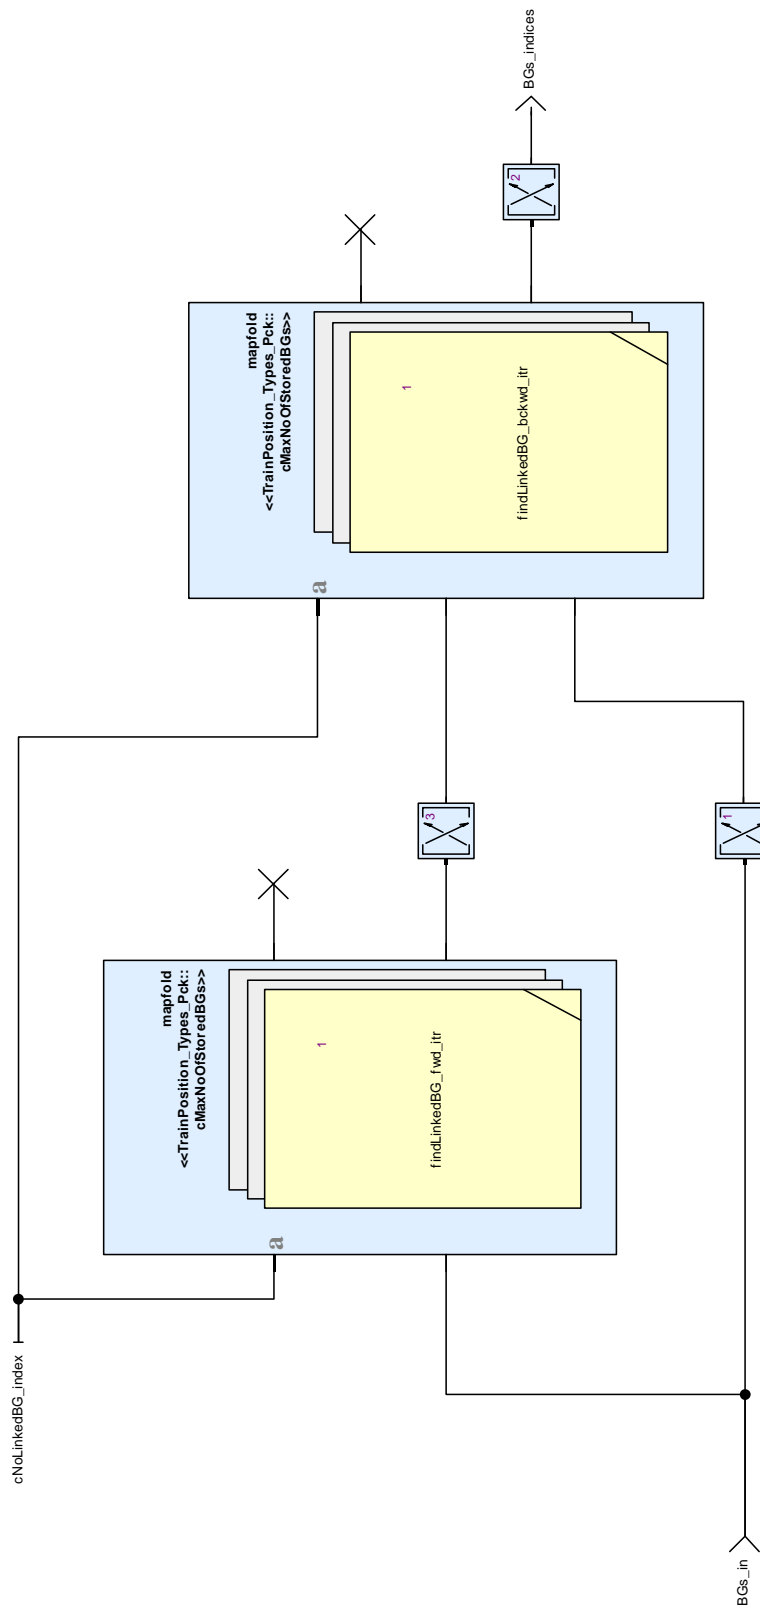 cNoLinkedBG_index
BGs_in
mapfold
<<TrainPosition_Types_Pck::
cMaxNoOfStoredBGs>>
a
1
findLinkedBG_fwd_itr
3
1
mapfold
<<TrainPosition_Types_Pck::
cMaxNoOfStoredBGs>>
a
1
findLinkedBG_bckwd_itr
2
BGs_indices